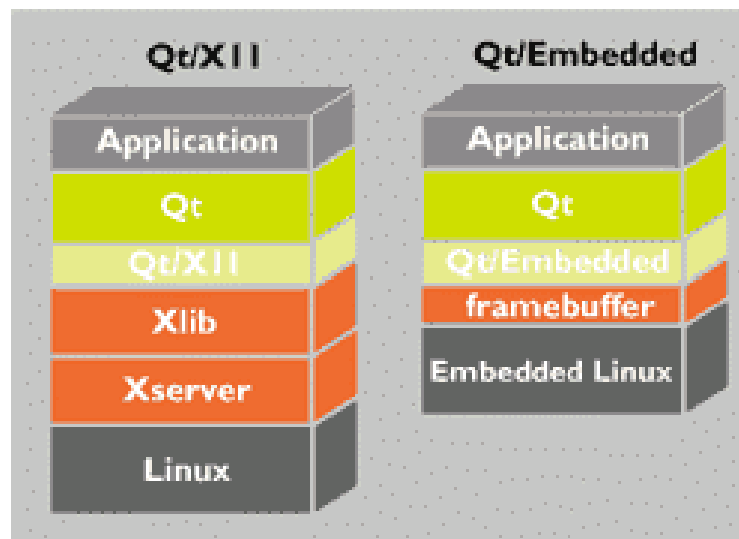 Qt/X11
Application
Qt
Qt/X11
Xlib
Xserver
Linux
Qt/Embedded
Application
Qt
Qt/Embedded
framebuffer
Embedded Linux